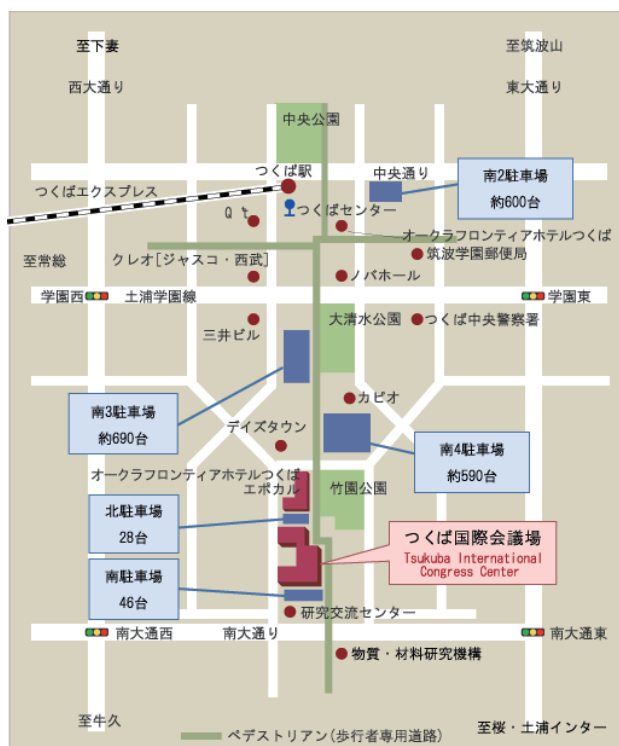 至下妻
至筑波山
西大通り
東大通り
中央公園
つくば駅
中央通り
南2駐車場
約600台
つくばエクスプレス
Q't
つくばセンター
オークラフロンティアホテルつくば
筑波学園郵便局
至常総
クレオ[ジャスコ・西武]
ノバホール
学園西
土浦学園線
学園東
大清水公園
つくば中央警察署
三井ビル
南3駐車場
約690台
カピオ
デイズタウン
南4駐車場
約590台
オークラフロンティアホテルつくば
エポカル
竹園公園
北駐車場
28台
つくば国際会議場
Tsukuba International
Congress Center
南駐車場
46台
研究交流センター
南大通西
南大通り
南大通東
物質・材料研究機構
至牛久
至桜・土浦インター
ペデストリアン(歩行者専用道路)